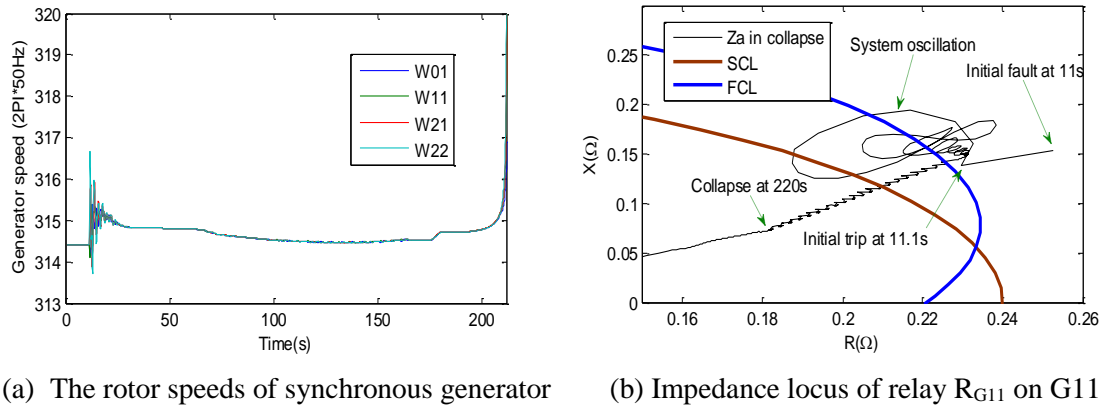 320
319
318
317
316
315
314
313
Generator speed (2PI*50Hz)
W01
W11
W21
W22
0
50
100
150
200
Time(s)
0.25
0.2
0.15
0.1
0.05
0
X(Ω)
Za in collapse
SCL
FCL
System oscillation
Initial fault at 11s
Collapse at 220s
Initial trip at 11.1s
0.16
0.18
0.2
0.22
0.24
0.26
R(Ω)
(a) The rotor speeds of synchronous generator
(b) Impedance locus of relay RG11 on G11